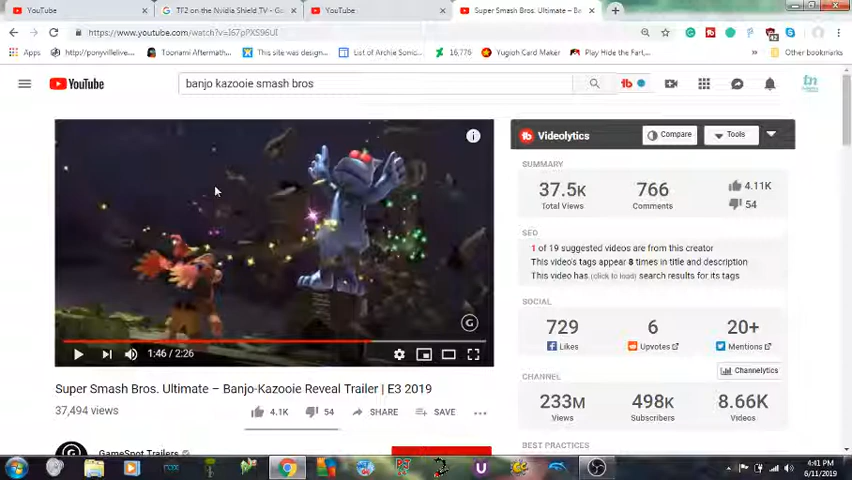 YouTube
TF2 on the Nvidia Shield TV - Go
YouTube
Super Smash Bros. Ultimate – Ba
Apps
http://ponyvillelive...
Toonami Aftermath...
This site was design...
List of Archie Sonic...
16,776
Yugioh Card Maker
Play Hide the Fart...
Other bookmarks
YouTube
banjo kazooie smash bros
Videolytics
Compare
Tools
SUMMARY
37.5K
766
4.11K
Total Views
Comments
54
SEO
1 of 19 suggested videos are from this creator
This video's tags appear 8 times in title and description
This video has (click to load) search results for its tags
SOCIAL
729
6
20+
Likes
Upvotes
Mentions
Channelytics
CHANNEL
233M
498K
8.66K
Views
Subscribers
Videos
BEST PRACTICES
1:46 / 2:26
Super Smash Bros. Ultimate – Banjo-Kazooie Reveal Trailer | E3 2019
37,494 views
4.1K
54
SHARE
SAVE
GameSpot Trailers
4:41 PM
6/11/2019